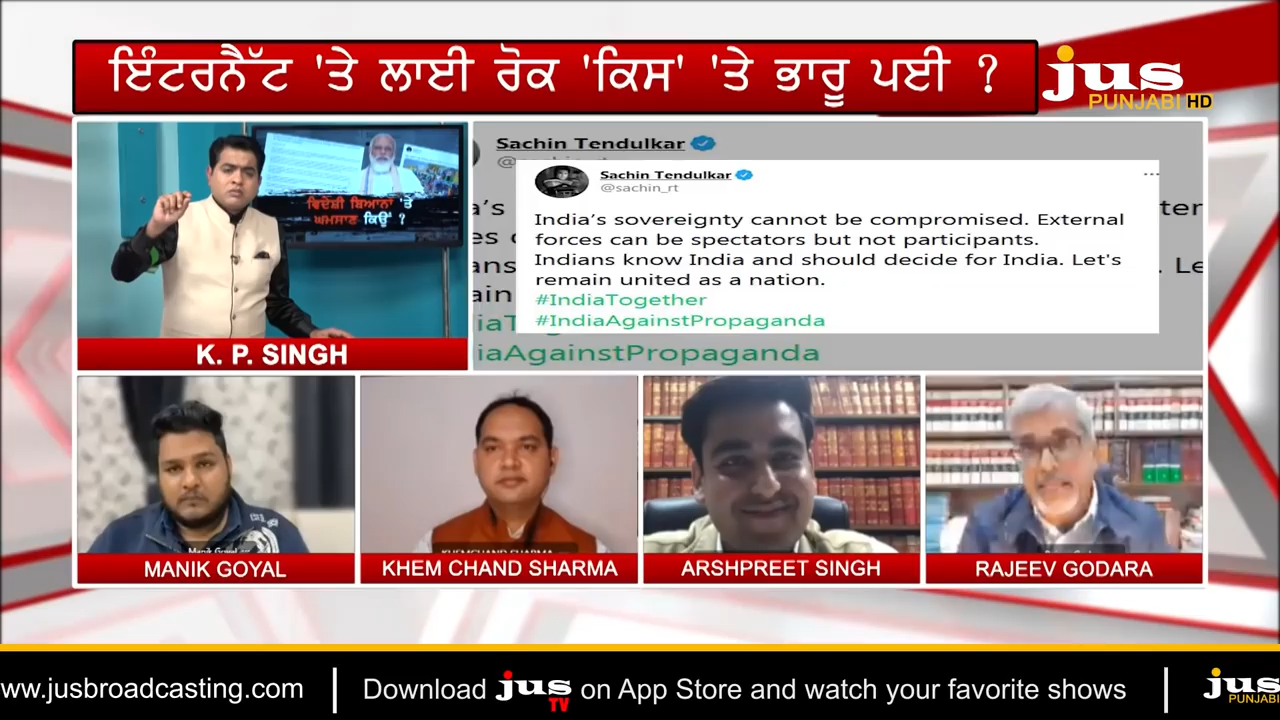 ਇੰਟਰਨੈੱਟ 'ਤੇ ਲਾਈ ਰੋਕ 'ਕਿਸ' 'ਤੇ ਭਾਰੂ ਪਈ ?
jus
PUNJABI HD
ਵਿਦੇਸ਼ੀ ਬਿਆਨਾਂ 'ਤੇ
ਘਮਸਾਣ ਕਿਉਂ ?
K. P. SINGH
Sachin Tendulkar
Sachin Tendulkar
@sachin_rt
India's sovereignty cannot be compromised. External
forces can be spectators but not participants.
Indians know India and should decide for India. Let's
remain united as a nation.
#IndiaTogether
#IndiaAgainstPropaganda
iaAgainstPropaganda
MANIK GOYAL
KHEM CHAND SHARMA
ARSHPREET SINGH
RAJEEV GODARA
www.jusbroadcasting.com
Download jus TV on App Store and watch your favorite shows
jus
PUNJABI